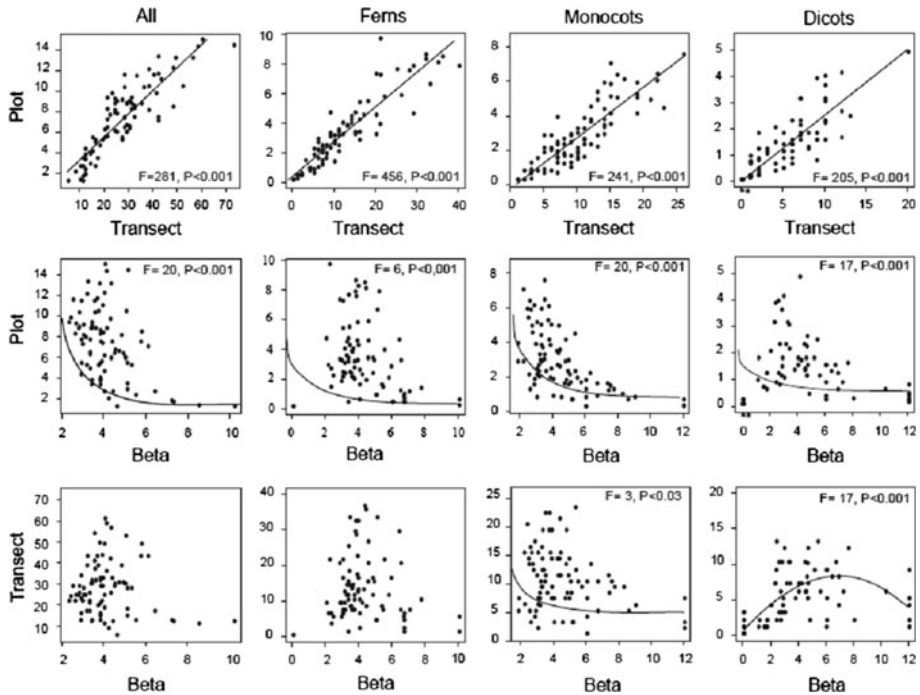 All Ferns Monocots Dicots
Plot
14
12
10
8
6
4
2
F=281, P<0.001
10 20 30 40 50 60 70
Transect
10
8
6
4
2
0
F= 456, P<0.001
0 10 20 30 40
Transect
8
6
4
2
0
F= 241, P<0.001
0 5 10 15 20 25
Transect
5
4
3
2
1
0
F= 205, P<0.001
0 5 10 15 20
Transect
Plot
14
12
10
8
6
4
2
F= 20, P<0.001
2 4 6 8 10
Beta
10
8
6
4
2
0
F= 6, P<0,001
0 2 4 6 8 10
Beta
8
6
4
2
0
F= 20, P<0.001
2 4 6 8 10 12
Beta
5
4
3
2
1
0
F= 17, P<0.001
0 2 4 6 8 10 12
Beta
Transect
70
60
50
40
30
20
10
2 4 6 8 10
Beta
40
30
20
10
0
0 2 4 6 8 10
Beta
25
20
15
10
5
0
F= 3, P<0.03
2 4 6 8 10 12
Beta
20
15
10
5
0
F= 17, P<0.001
0 2 4 6 8 10 12
Beta